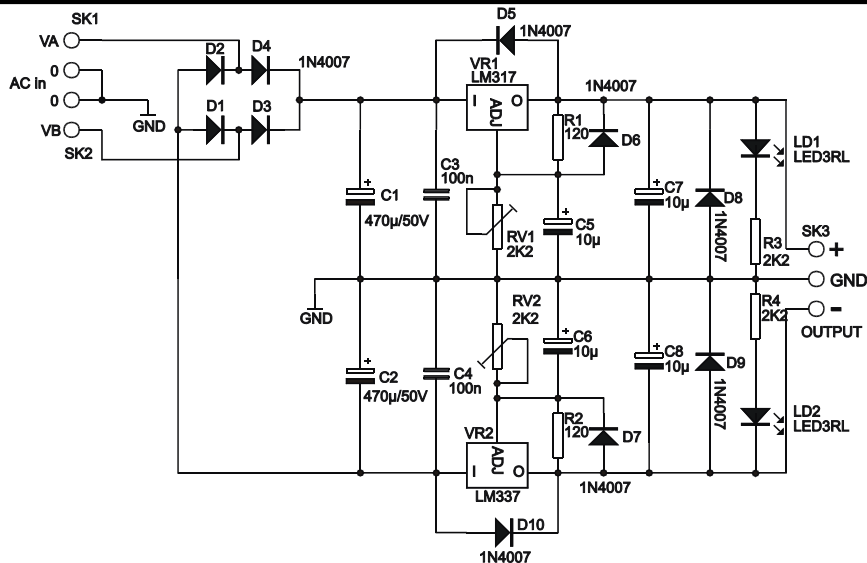 SK1
VA
0
AC in
0
VB
SK2
GND
D2
D4
1N4007
D1
D3
D5
1N4007
VR1
LM317
I
ADJ
O
1N4007
R1
120
D6
C3
100n
C1
470µ/50V
RV1
2K2
C5
10µ
C7
10µ
D8
1N4007
LD1
LED3RL
R3
2K2
SK3
+
GND
-
OUTPUT
GND
RV2
2K2
C6
10µ
C8
10µ
D9
1N4007
R4
2K2
C2
470µ/50V
C4
100n
R2
120
D7
LD2
LED3RL
VR2
I
ADJ
O
LM337
1N4007
D10
1N4007
+
+
+
+
+
+